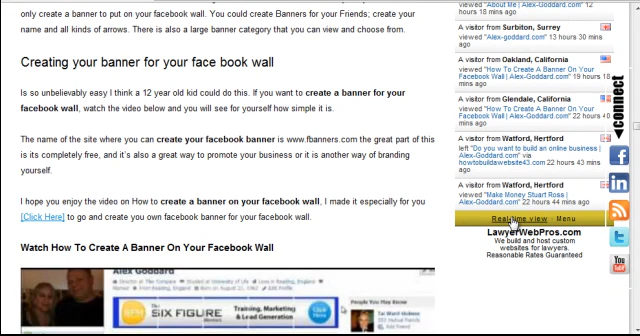 only create a banner to put on your facebook wall. You could create Banners for your Friends; create your
name and all kinds of arrows. There is also a large banner category that you can view and choose from.
Creating your banner for your face book wall
Is so unbelievably easy I think a 12 year old kid could do this. If you want to create a banner for your
facebook wall, watch the video below and you will see for yourself how simple it is.
The name of the site where you can create your facebook banner is www.fbanners.com the great part of this
is its completely free, and it's also a great way to promote your business or it is another way of branding
yourself.
I hope you enjoy the video on How to create a banner on your facebook wall, I made it especially for you
[Click Here] to go and create you own facebook banner for your facebook wall.
Watch How To Create A Banner On Your Facebook Wall
Alex Goddard
SIX FIGURE
Training, Marketing
& Lead Generation
People You May Know
Add Friend
viewed "About Me | Alex-Goddard.com" 12
hours 18 mins ago
A visitor from Surbiton, Surrey
viewed "Alex-goddard.com" 13 hours 30 mins
ago
A visitor from Oakland, California
viewed "How To Create A Banner On Your
Facebook Wall | Alex-Goddard.com" 19 hours 18
mins ago
A visitor from Glendale, California
viewed "How To Create A Banner On Your
Facebook Wall | Alex-Goddard.com" 22 hours 40
mins ago
A visitor from Watford, Hertford
left "Do you want to build an online business |
Alex-Goddard.com" via
howtobuildawebsite43.com 22 hours 43 mins
ago
A visitor from Watford, Hertford
viewed "Make Money Stuart Ross |
Alex-Goddard.com" 22 hours 44 mins ago
Real-time view · Menu
LawyerWebPros.com
We build and host custom
websites for lawyers.
Reasonable Rates Guaranteed
connect
f
in
t
You
Tube